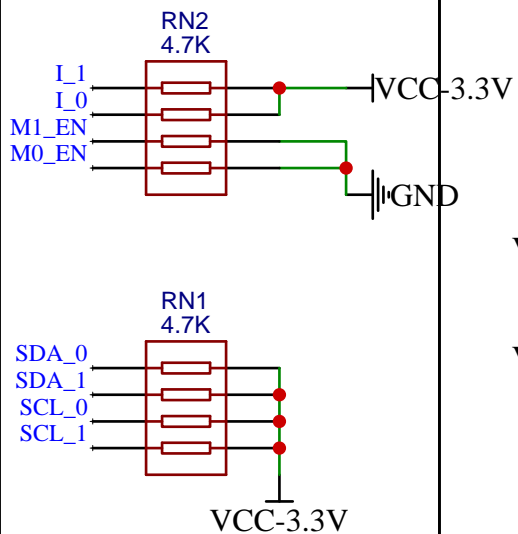 RN2
4.7K
I_1
I_0
M1_EN
M0_EN
VCC-3.3V
GND
RN1
4.7K
SDA_0
SDA_1
SCL_0
SCL_1
VCC-3.3V